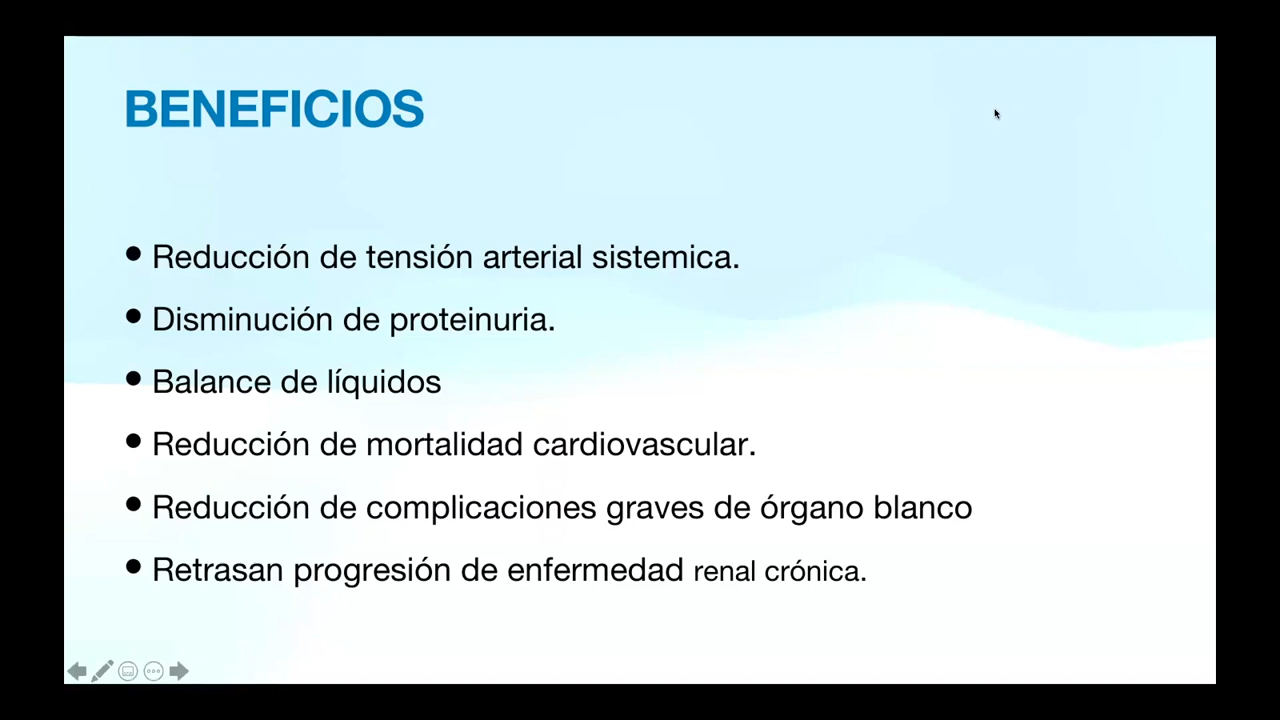 BENEFICIOS
• Reducción de tensión arterial sistemica.
• Disminución de proteinuria.
• Balance de líquidos
• Reducción de mortalidad cardiovascular.
• Reducción de complicaciones graves de órgano blanco
• Retrasan progresión de enfermedad renal crónica.